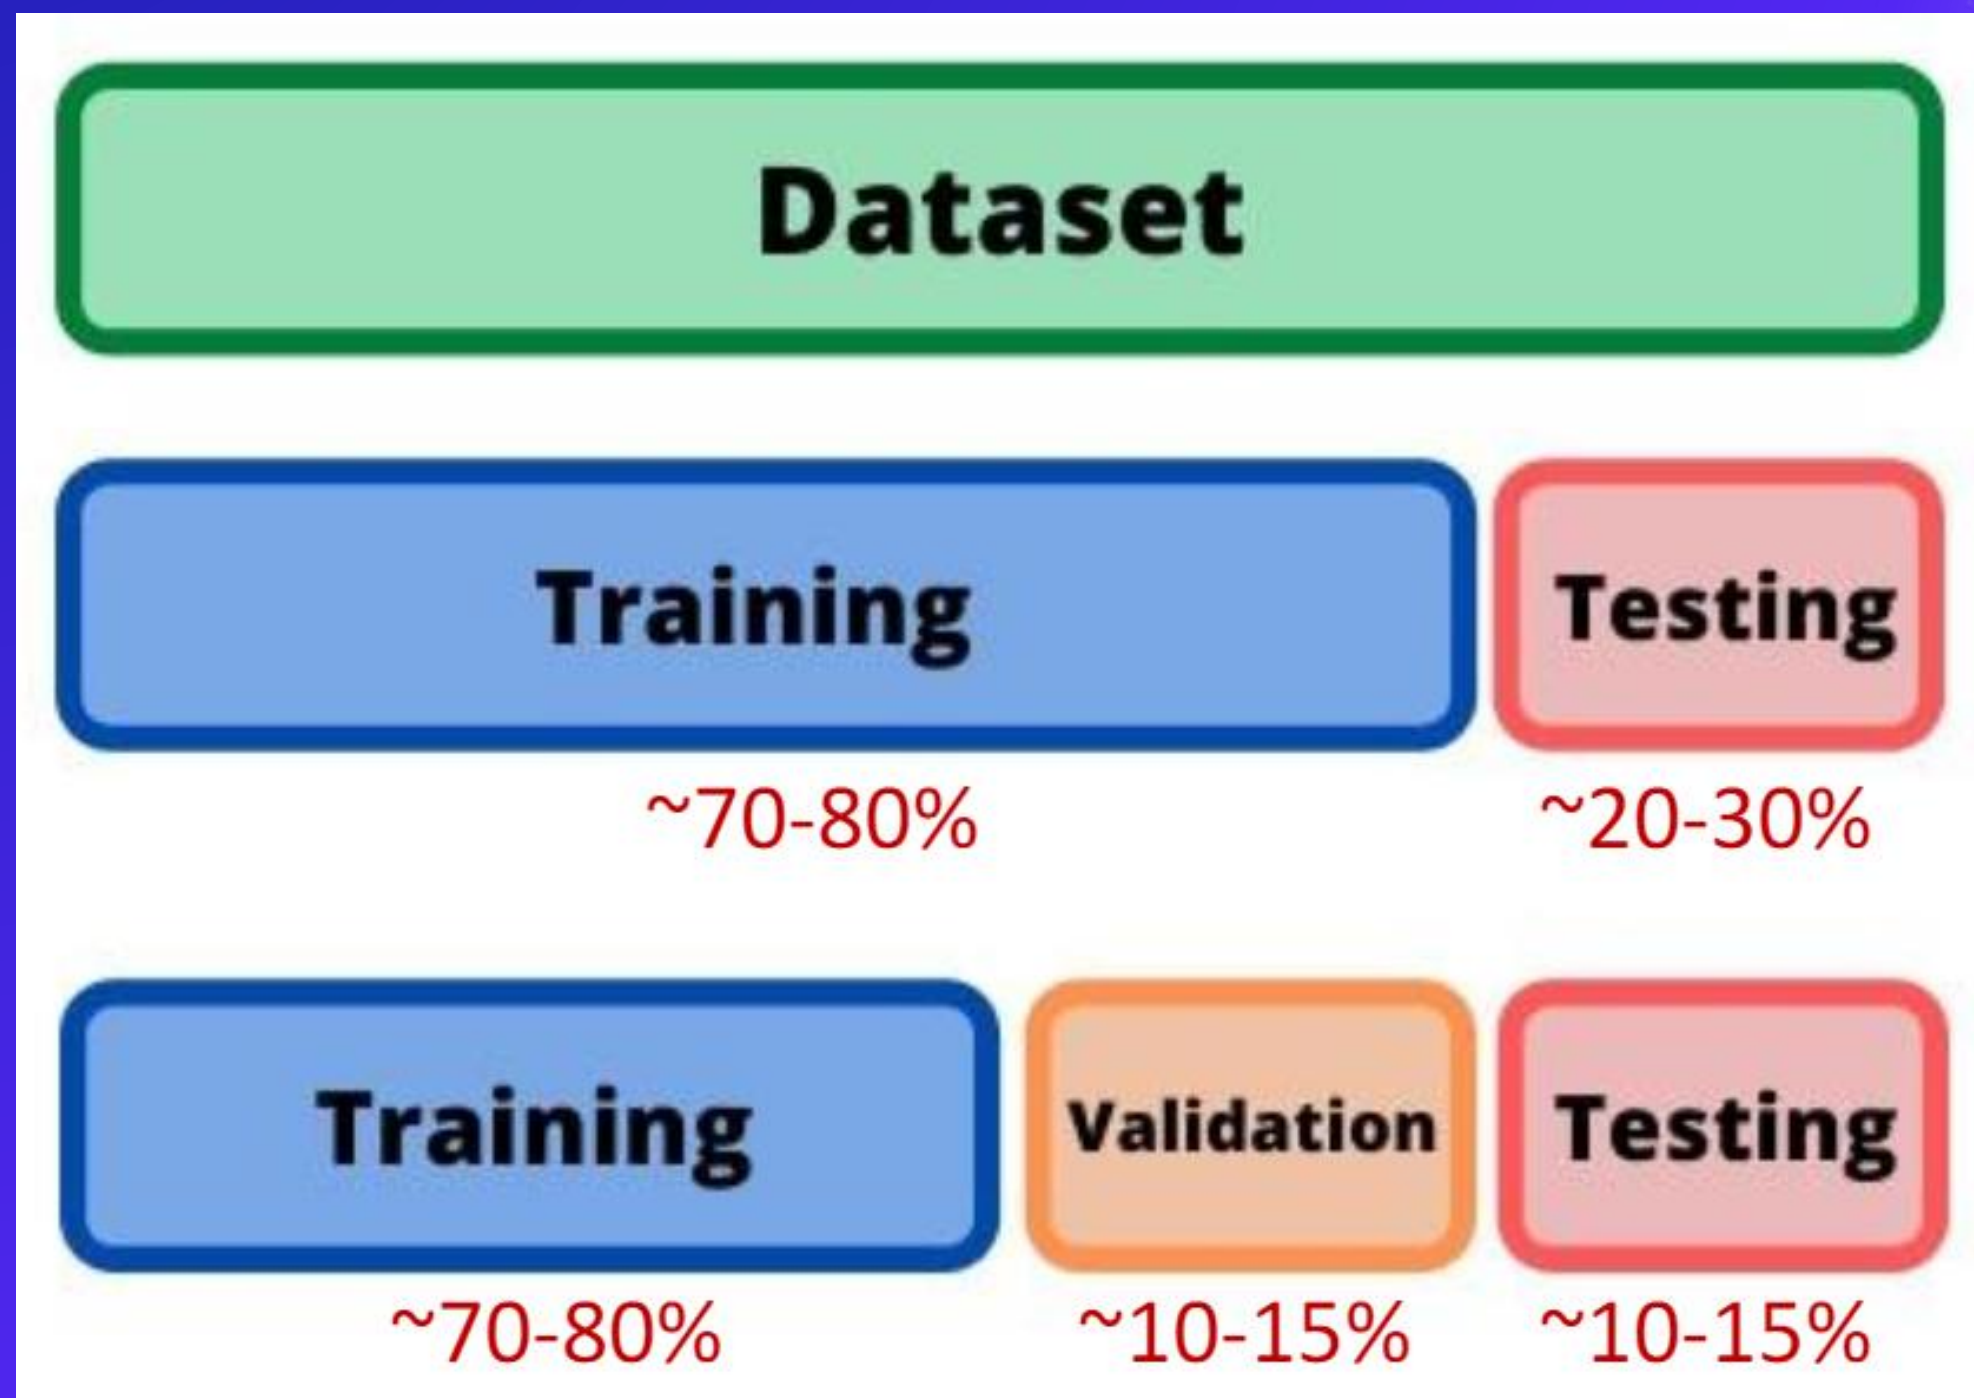 Dataset
Training Testing
~70-80% ~20-30%
Training Validation Testing
~70-80% ~10-15% ~10-15%